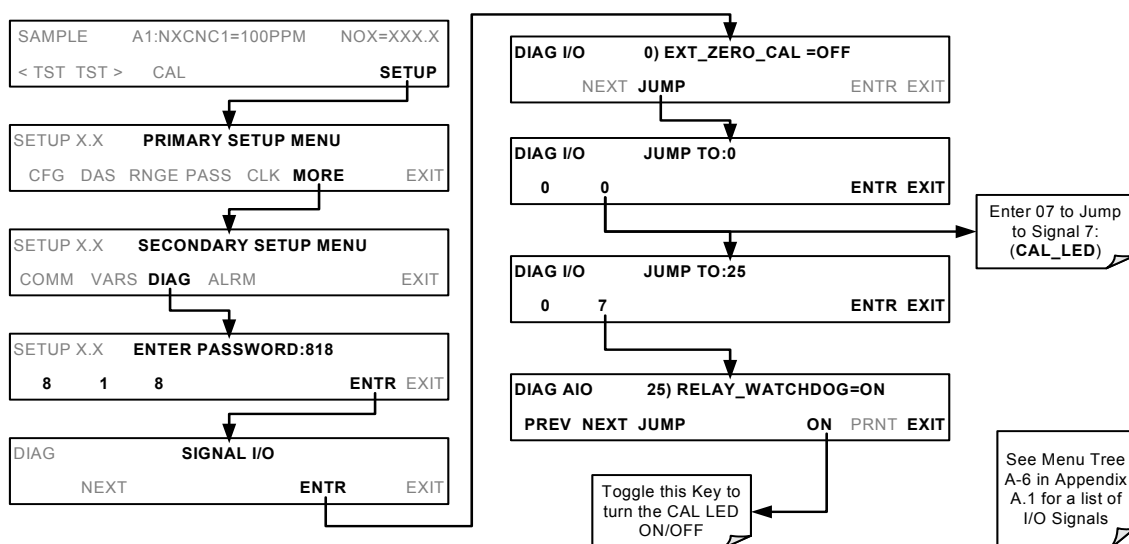 SAMPLE A1:NXCNC1=100PPM NOX=XXX.X
< TST TST > CAL SETUP
SETUP X.X PRIMARY SETUP MENU
CFG DAS RNGE PASS CLK MORE EXIT
SETUP X.X SECONDARY SETUP MENU
COMM VARS DIAG ALRM EXIT
SETUP X.X ENTER PASSWORD:818
8 1 8 ENTR EXIT
DIAG SIGNAL I/O
NEXT ENTR EXIT
DIAG I/O 0) EXT_ZERO_CAL =OFF
NEXT JUMP ENTR EXIT
DIAG I/O JUMP TO:0
0 0 ENTR EXIT
Enter 07 to Jump
to Signal 7:
(CAL_LED)
DIAG I/O JUMP TO:25
0 7 ENTR EXIT
DIAG AIO 25) RELAY_WATCHDOG=ON
PREV NEXT JUMP ON PRNT EXIT
Toggle this Key to
turn the CAL LED
ON/OFF
See Menu Tree
A-6 in Appendix
A.1 for a list of
I/O Signals